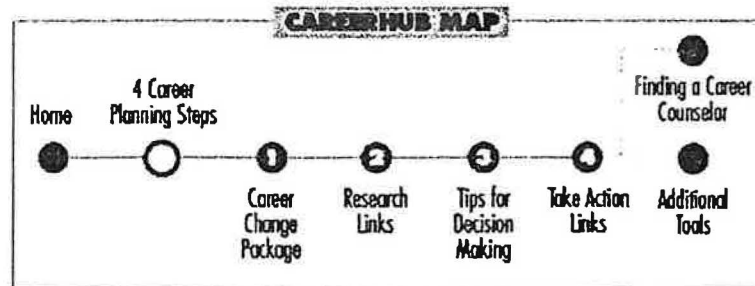 CAREERHUB MAP
Home
4 Career
Planning Steps
1
Career
Change
Package
2
Research
Links
3
Tips for
Decision
Making
4
Take Action
Links
Finding a Career
Counselor
Additional
Tools